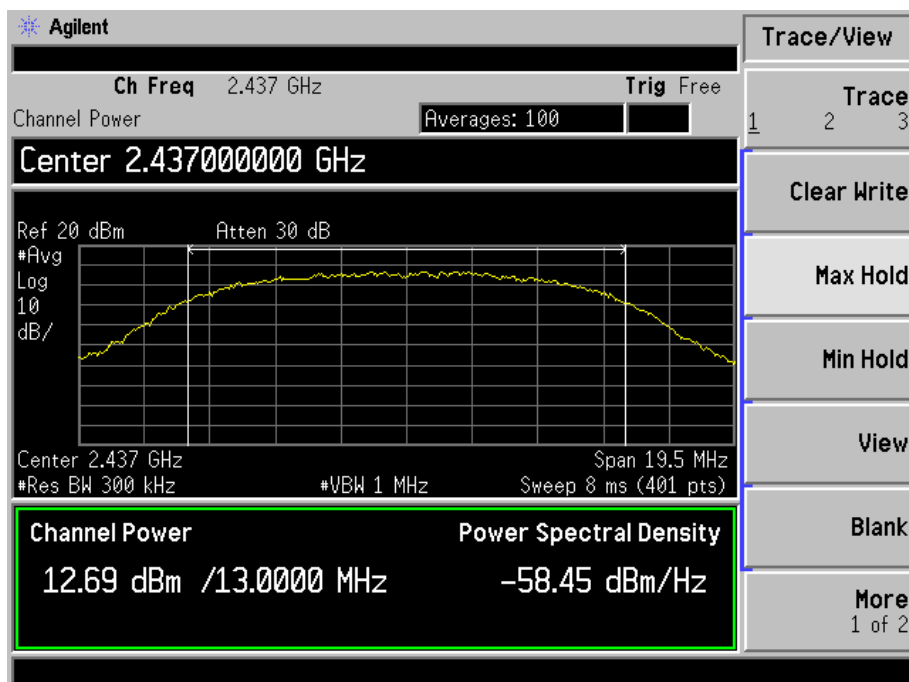 Agilent
Trace/View
Ch Freq 2.437 GHz Trig Free
Channel Power Averages: 100
Center 2.437000000 GHz
Ref 20 dBm Atten 30 dB
#Avg
Log
10
dB/
Center 2.437 GHz Span 19.5 MHz
#Res BW 300 kHz #VBW 1 MHz Sweep 8 ms (401 pts)
Channel Power Power Spectral Density
12.69 dBm /13.0000 MHz -58.45 dBm/Hz
Trace
1 2 3
Clear Write
Max Hold
Min Hold
View
Blank
More
1 of 2